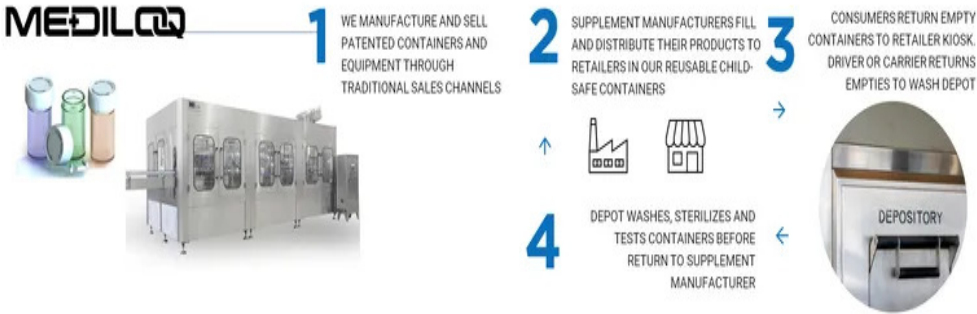 MEDILOQ
1
WE MANUFACTURE AND SELL
PATENTED CONTAINERS AND
EQUIPMENT THROUGH
TRADITIONAL SALES CHANNELS
2
SUPPLEMENT MANUFACTURERS FILL
AND DISTRIBUTE THEIR PRODUCTS TO
RETAILERS IN OUR REUSABLE CHILD-
SAFE CONTAINERS
3
CONSUMERS RETURN EMPTY
CONTAINERS TO RETAILER KIOSK.
DRIVER OR CARRIER RETURNS
EMPTIES TO WASH DEPOT
DEPOSITORY
4
DEPOT WASHES, STERILIZES AND
TESTS CONTAINERS BEFORE
RETURN TO SUPPLEMENT
MANUFACTURER